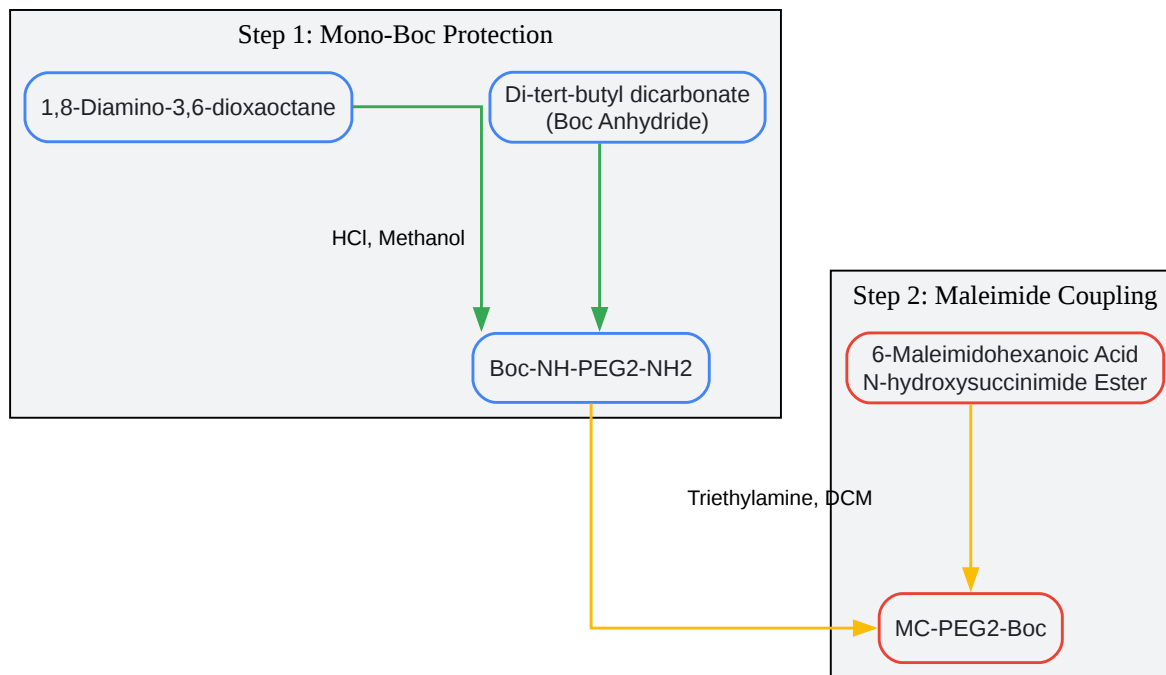 Step 1: Mono-Boc Protection
1,8-Diamino-3,6-dioxaoctane
Di-tert-butyl dicarbonate
(Boc Anhydride)
HCl, Methanol
Boc-NH-PEG2-NH2
Step 2: Maleimide Coupling
6-Maleimidohexanoic Acid
N-hydroxysuccinimide Ester
Triethylamine, DCM
MC-PEG2-Boc